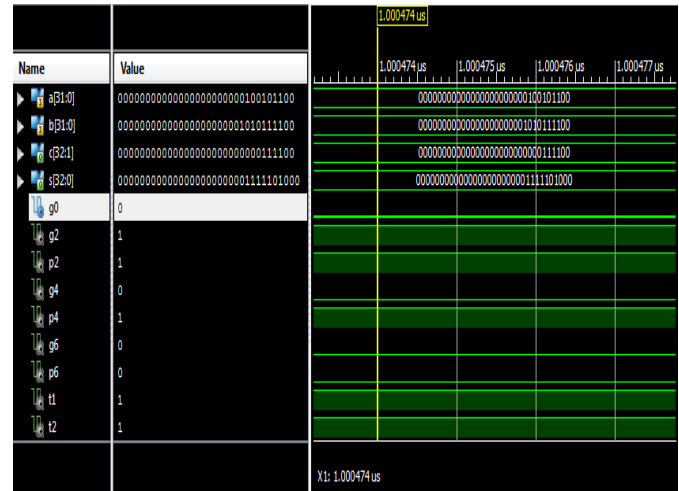 1.000474 us
Name Value
1.000474 us 1.000475 us 1.000476 us 1.000477 us
a[31:0] 00000000000000000000000100101100 00000000000000000000000100101100
b[31:0] 00000000000000000000001010111100 00000000000000000000001010111100
c[32:1] 00000000000000000000000000111100 00000000000000000000000000111100
s[32:0] 000000000000000000000001111101000 000000000000000000000001111101000
g0 0
g2 1
p2 1
g4 0
p4 1
g6 0
p6 0
t1 1
t2 1
X1: 1.000474 us